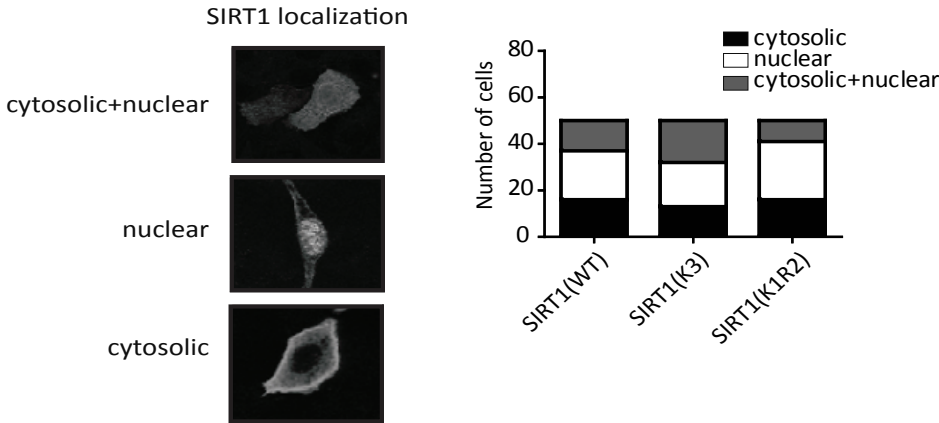 SIRT1 localization
cytosolic+nuclear
nuclear
cytosolic
cytosolic
nuclear
cytosolic+nuclear
Number of cells
80
60
40
20
0
SIRT1(WT)
SIRT1(K3)
SIRT1(K1R2)